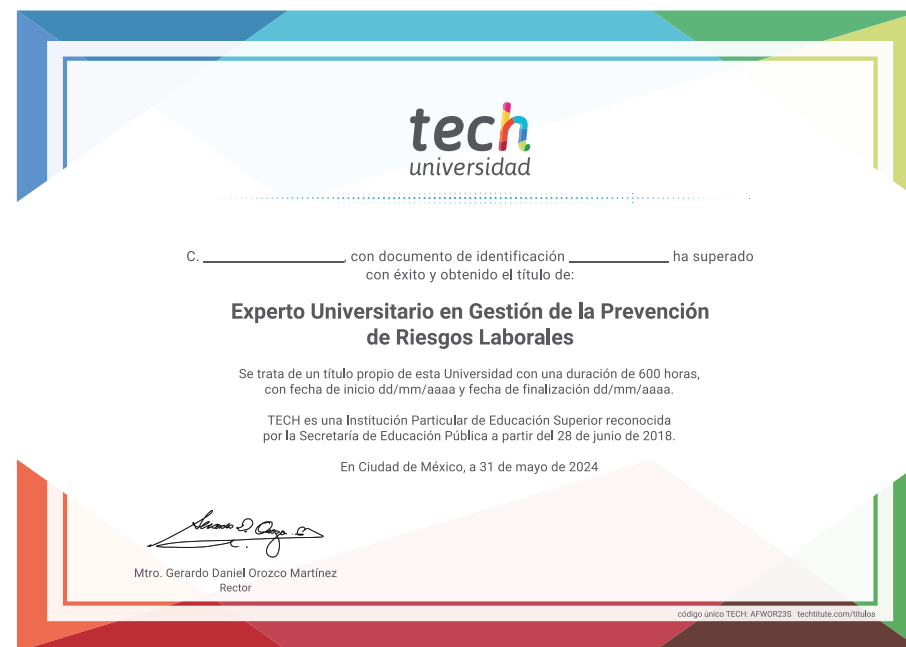 tech
universidad
C. ____________, con documento de identificación ____________ ha superado
con éxito y obtenido el título de:
Experto Universitario en Gestión de la Prevención
de Riesgos Laborales
Se trata de un título propio de esta Universidad con una duración de 600 horas,
con fecha de inicio dd/mm/aaaa y fecha de finalización dd/mm/aaaa.
TECH es una Institución Particular de Educación Superior reconocida
por la Secretaría de Educación Pública a partir del 28 de junio de 2018.
En Ciudad de México, a 31 de mayo de 2024
Mtro. Gerardo Daniel Orozco Martínez
Rector
código único TECH: AFWOR23S techtitute.com/titulos